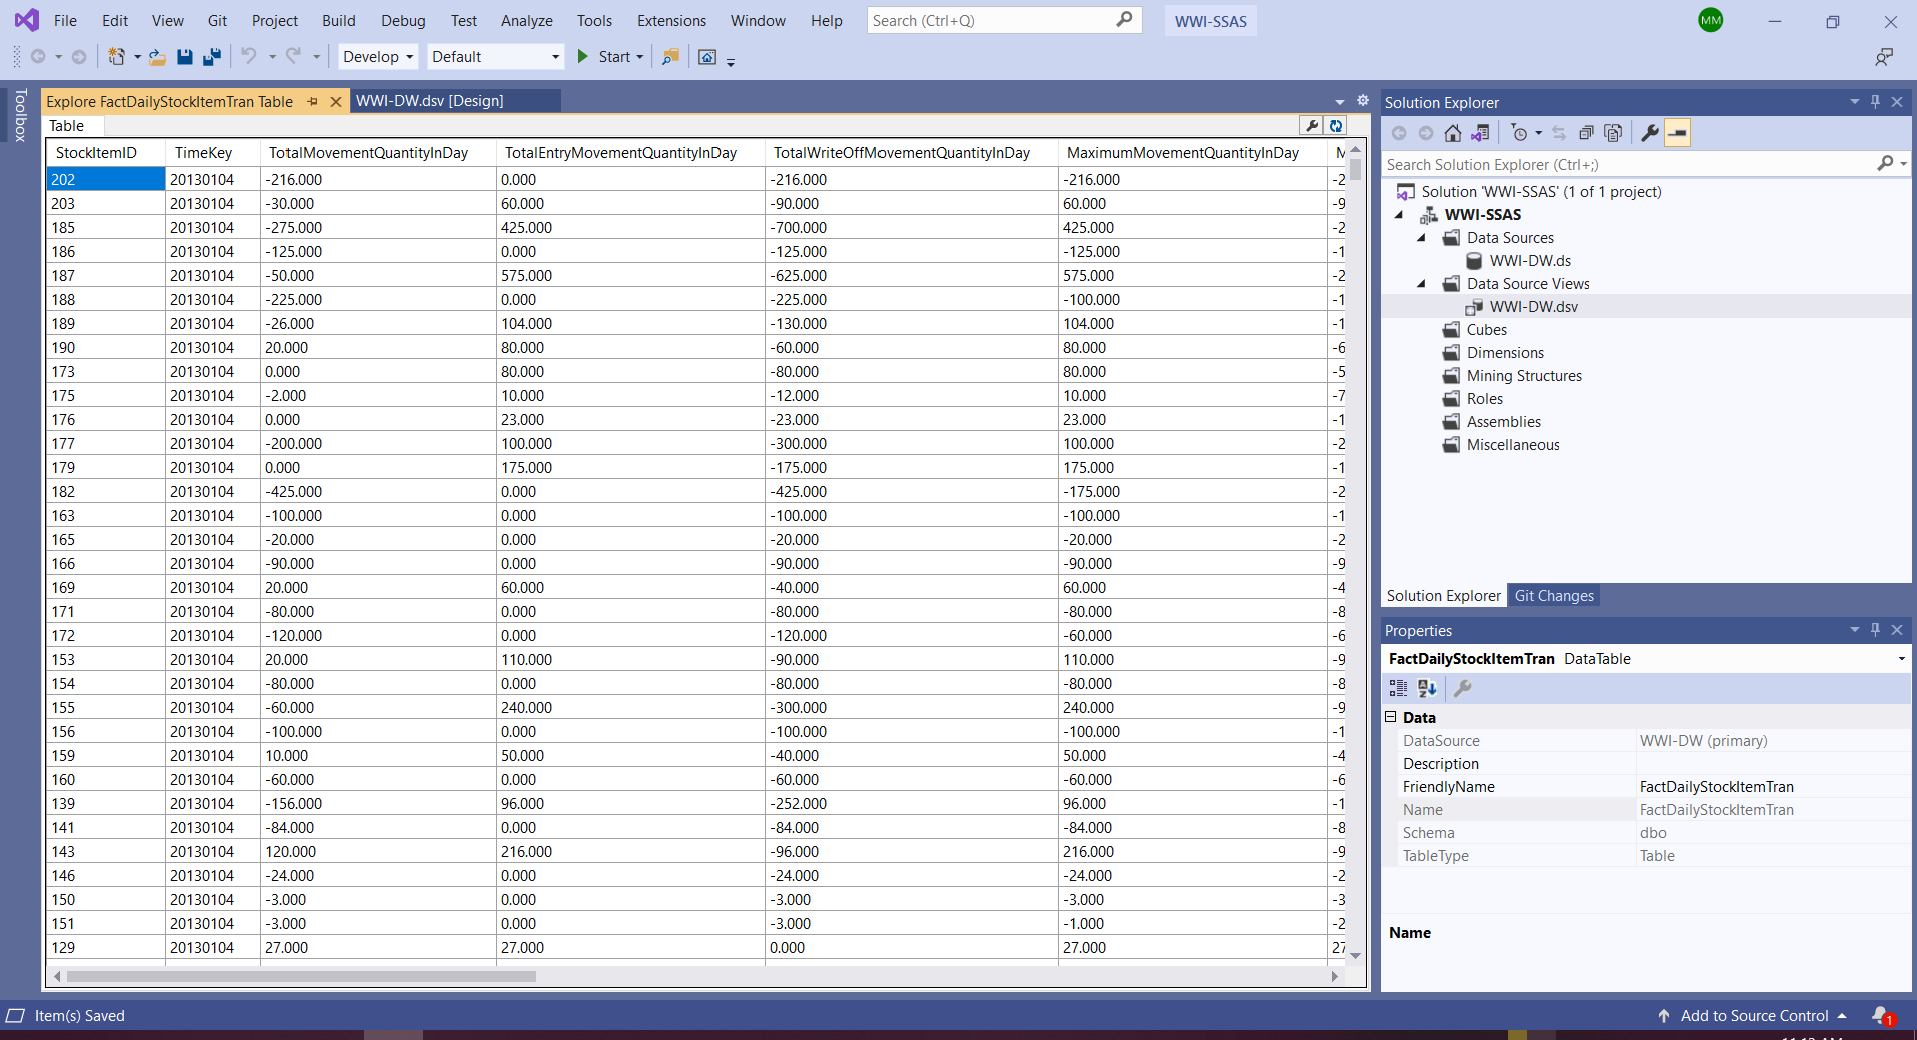 File Edit View Git Project Build Debug Test Analyze Tools Extensions Window Help Search (Ctrl+Q) WWI-SSAS MM
Develop Default Start
Toolbox
Explore FactDailyStockItemTran Table WWI-DW.dsv [Design]
Table
StockItemID TimeKey TotalMovementQuantityInDay TotalEntryMovementQuantityInDay TotalWriteOffMovementQuantityInDay MaximumMovementQuantityInDay M
202 20130104 -216.000 0.000 -216.000 -216.000 -2
203 20130104 -30.000 60.000 -90.000 60.000 -9
185 20130104 -275.000 425.000 -700.000 425.000 -2
186 20130104 -125.000 0.000 -125.000 -125.000 -1
187 20130104 -50.000 575.000 -625.000 575.000 -2
188 20130104 -225.000 0.000 -225.000 -100.000 -1
189 20130104 -26.000 104.000 -130.000 104.000 -1
190 20130104 20.000 80.000 -60.000 80.000 -6
173 20130104 0.000 80.000 -80.000 80.000 -5
175 20130104 -2.000 10.000 -12.000 10.000 -7
176 20130104 0.000 23.000 -23.000 23.000 -1
177 20130104 -200.000 100.000 -300.000 100.000 -2
179 20130104 0.000 175.000 -175.000 175.000 -1
182 20130104 -425.000 0.000 -425.000 -175.000 -2
163 20130104 -100.000 0.000 -100.000 -100.000 -1
165 20130104 -20.000 0.000 -20.000 -20.000 -2
166 20130104 -90.000 0.000 -90.000 -90.000 -9
169 20130104 20.000 60.000 -40.000 60.000 -4
171 20130104 -80.000 0.000 -80.000 -80.000 -8
172 20130104 -120.000 0.000 -120.000 -60.000 -6
153 20130104 20.000 110.000 -90.000 110.000 -9
154 20130104 -80.000 0.000 -80.000 -80.000 -8
155 20130104 -60.000 240.000 -300.000 240.000 -9
156 20130104 -100.000 0.000 -100.000 -100.000 -1
159 20130104 10.000 50.000 -40.000 50.000 -4
160 20130104 -60.000 0.000 -60.000 -60.000 -6
139 20130104 -156.000 96.000 -252.000 96.000 -1
141 20130104 -84.000 0.000 -84.000 -84.000 -8
143 20130104 120.000 216.000 -96.000 216.000 -9
146 20130104 -24.000 0.000 -24.000 -24.000 -2
150 20130104 -3.000 0.000 -3.000 -3.000 -3
151 20130104 -3.000 0.000 -3.000 -1.000 -2
129 20130104 27.000 27.000 0.000 27.000 27
Solution Explorer
Search Solution Explorer (Ctrl+;)
Solution 'WWI-SSAS' (1 of 1 project)
WWI-SSAS
Data Sources
WWI-DW.ds
Data Source Views
WWI-DW.dsv
Cubes
Dimensions
Mining Structures
Roles
Assemblies
Miscellaneous
Solution Explorer Git Changes
Properties
FactDailyStockItemTran DataTable
Data
DataSource WWI-DW (primary)
Description
FriendlyName FactDailyStockItemTran
Name FactDailyStockItemTran
Schema dbo
TableType Table
Name
Item(s) Saved Add to Source Control 1